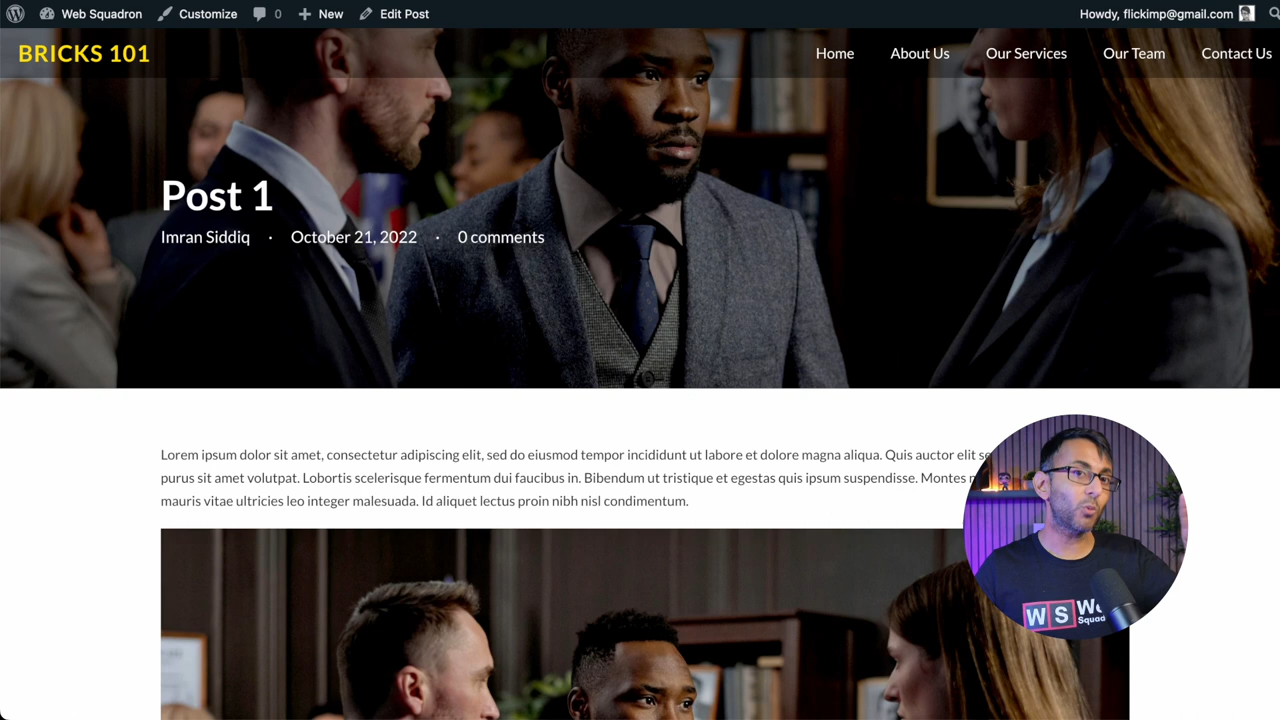 Web Squadron Customize 0 New Edit Post Howdy, flickimp@gmail.com
BRICKS 101 Home About Us Our Services Our Team Contact Us
Post 1
Imran Siddiq · October 21, 2022 · 0 comments
Lorem ipsum dolor sit amet, consectetur adipiscing elit, sed do eiusmod tempor incididunt ut labore et dolore magna aliqua. Quis auctor elit
purus sit amet volutpat. Lobortis scelerisque fermentum dui faucibus in. Bibendum ut tristique et egestas quis ipsum suspendisse. Montes
mauris vitae ultricies leo integer malesuada. Id aliquet lectus proin nibh nisl condimentum.
WS
Squad